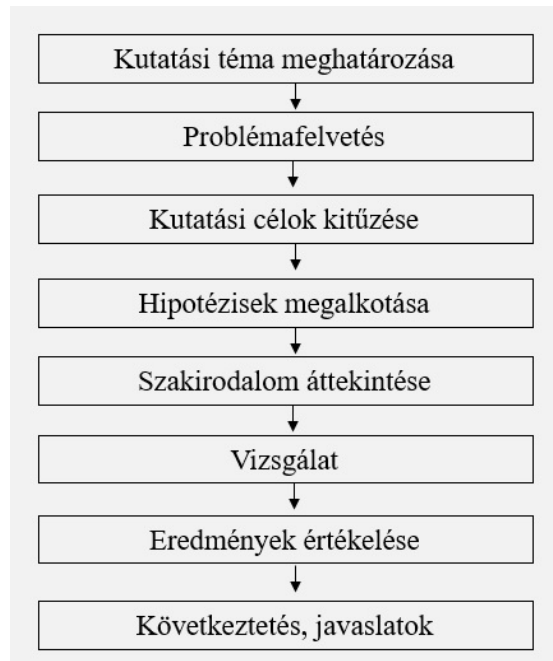 Kutatási téma meghatározása
Problémafelvetés
Kutatási célok kitűzése
Hipotézisek megalkotása
Szakirodalom áttekintése
Vizsgálat
Eredmények értékelése
Következtetés, javaslatok